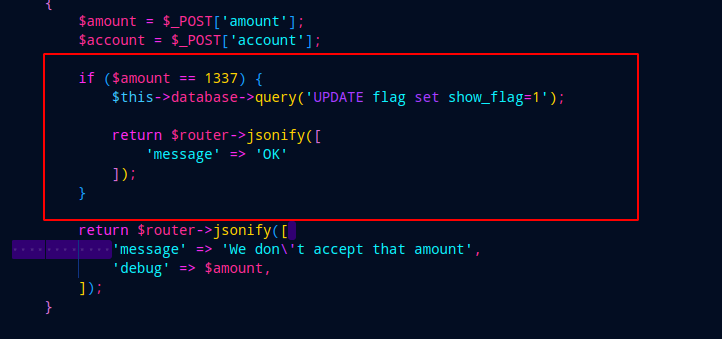 {
$amount = $_POST['amount'];
$account = $_POST['account'];
if ($amount == 1337) {
$this->database->query('UPDATE flag set show_flag=1');
return $router->jsonify([
'message' => 'OK'
]);
}
return $router->jsonify([
'message' => 'We don\'t accept that amount',
'debug' => $amount,
]);
}